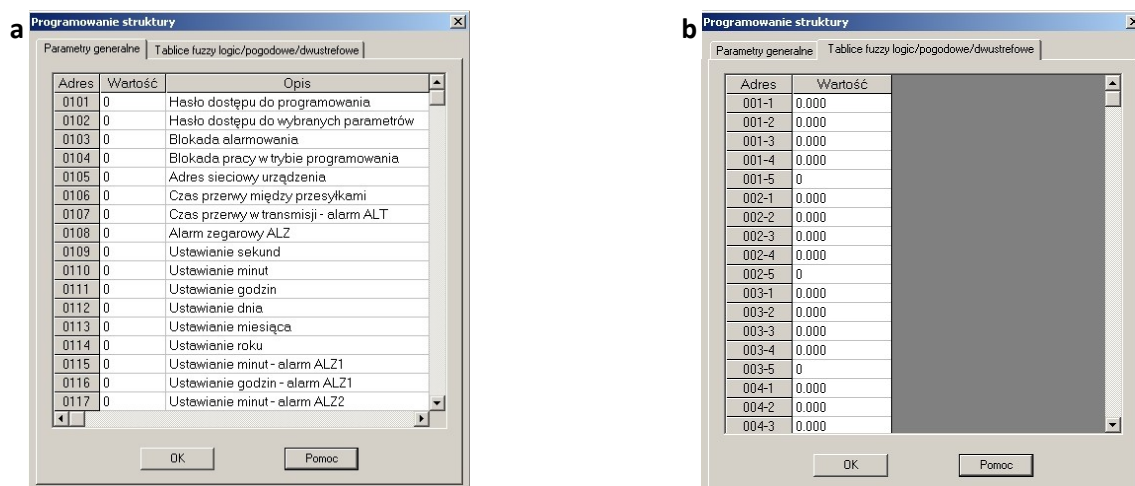 a
Programowanie struktury
Parametry generalne Tablice fuzzy logic/pogodowe/dwustrefowe
Adres Wartość Opis
0101 0 Hasło dostępu do programowania
0102 0 Hasło dostępu do wybranych parametrów
0103 0 Blokada alarmowania
0104 0 Blokada pracy w trybie programowania
0105 0 Adres sieciowy urządzenia
0106 0 Czas przerwy między przesyłkami
0107 0 Czas przerwy w transmisji - alarm ALT
0108 0 Alarm zegarowy ALZ
0109 0 Ustawianie sekund
0110 0 Ustawianie minut
0111 0 Ustawianie godzin
0112 0 Ustawianie dnia
0113 0 Ustawianie miesiąca
0114 0 Ustawianie roku
0115 0 Ustawianie minut - alarm ALZ1
0116 0 Ustawianie godzin - alarm ALZ1
0117 0 Ustawianie minut - alarm ALZ2
OK Pomoc
b
Programowanie struktury
Parametry generalne Tablice fuzzy logic/pogodowe/dwustrefowe
Adres Wartość
001-1 0.000
001-2 0.000
001-3 0.000
001-4 0.000
001-5 0
002-1 0.000
002-2 0.000
002-3 0.000
002-4 0.000
002-5 0
003-1 0.000
003-2 0.000
003-3 0.000
003-4 0.000
003-5 0
004-1 0.000
004-2 0.000
004-3 0.000
OK Pomoc